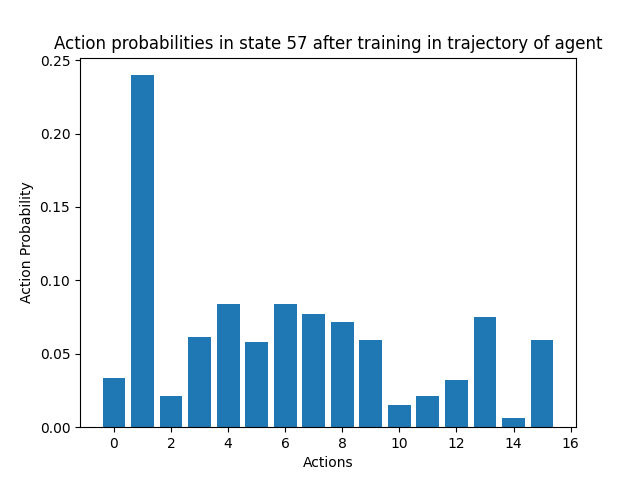 Action probabilities in state 57 after training in trajectory of agent
0.25
0.20
0.15
0.10
0.05
0.00
Action Probability
0 2 4 6 8 10 12 14 16
Actions